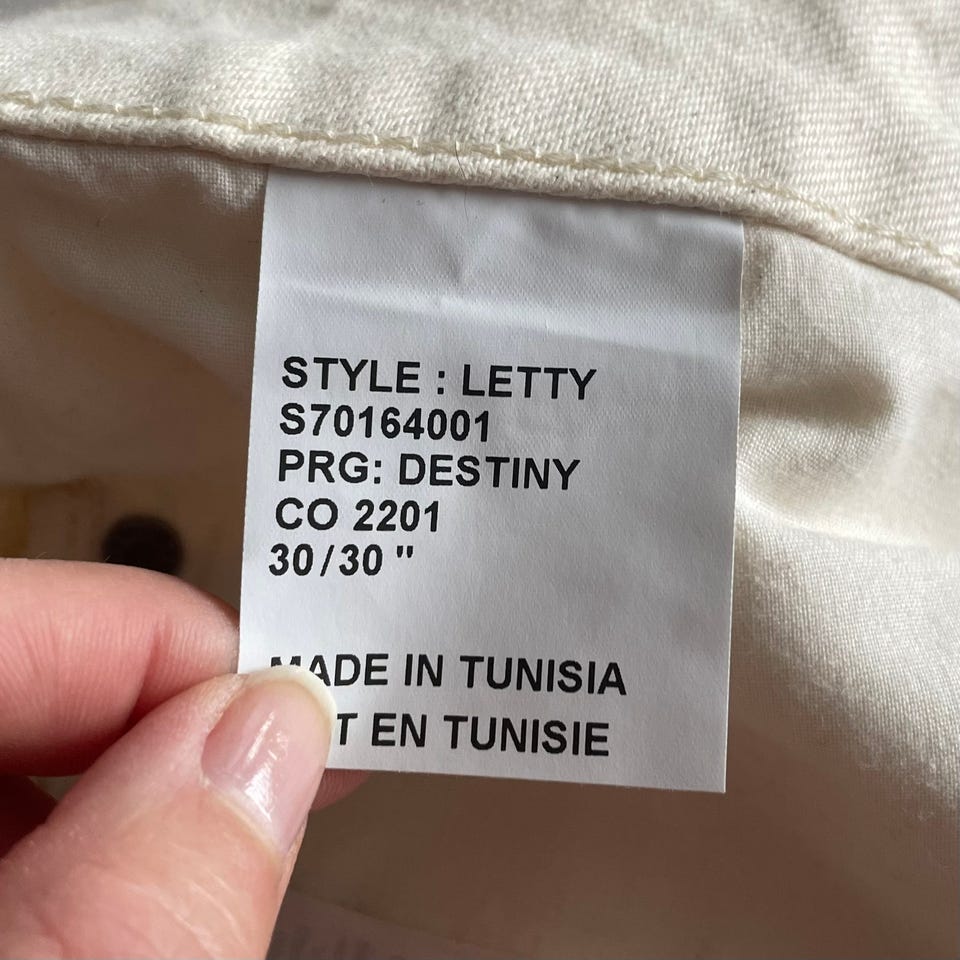 STYLE : LETTY
S70164001
PRG: DESTINY
CO 2201
30/30 "
MADE IN TUNISIA
EN TUNISIE